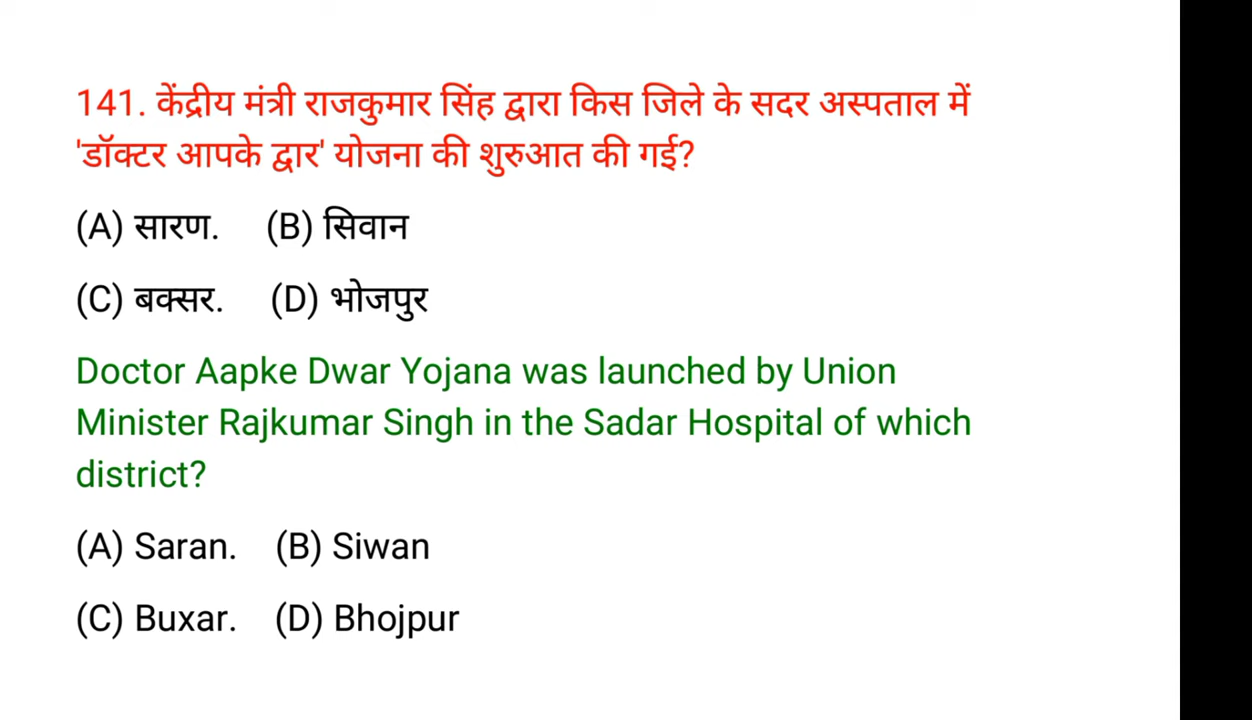 141. केंद्रीय मंत्री राजकुमार सिंह द्वारा किस जिले के सदर अस्पताल में
'डॉक्टर आपके द्वार' योजना की शुरुआत की गई?
(A) सारण. (B) सिवान
(C) बक्सर. (D) भोजपुर
Doctor Aapke Dwar Yojana was launched by Union
Minister Rajkumar Singh in the Sadar Hospital of which
district?
(A) Saran. (B) Siwan
(C) Buxar. (D) Bhojpur